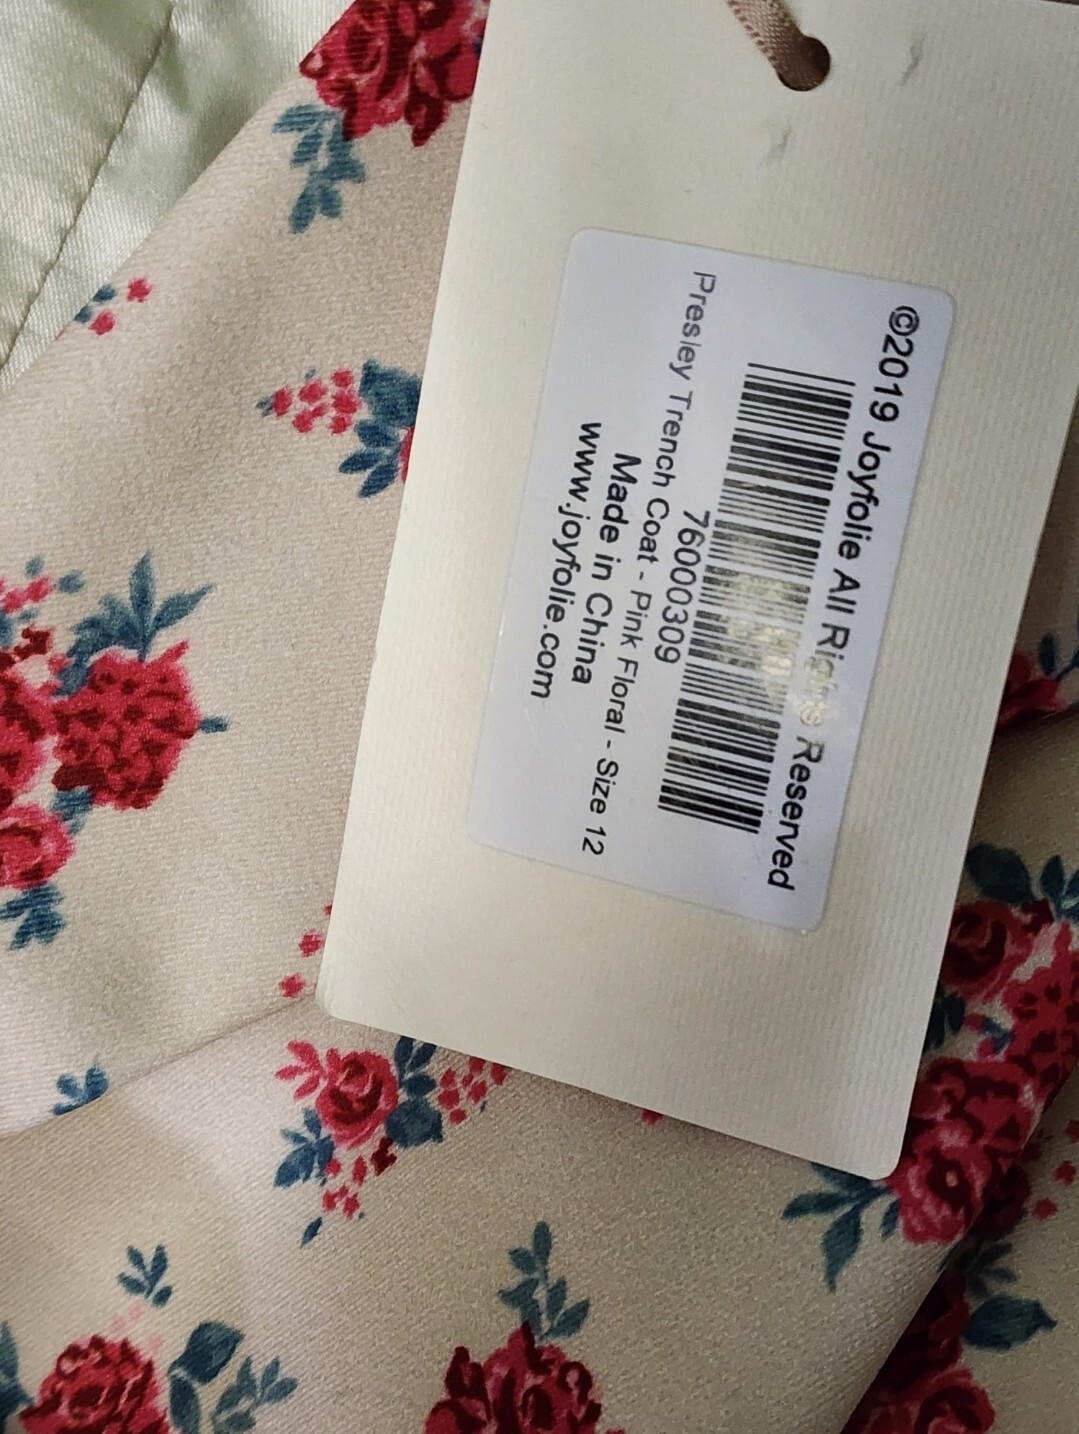 ©2019 Joyfolie All Rights Reserved
76000309
Presley Trench Coat - Pink Floral - Size 12
Made in China
www.joyfolie.com